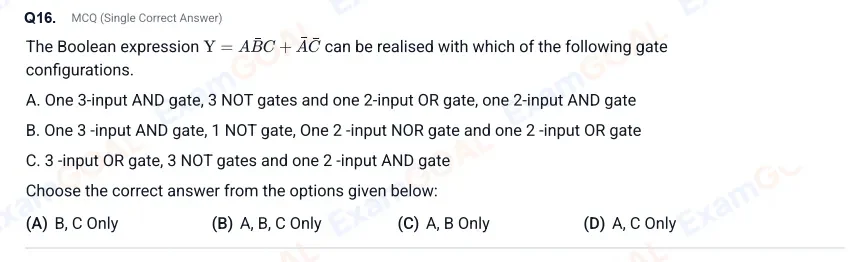 Q16. MCQ (Single Correct Answer)
The Boolean expression Y = AB̄C + ĀC̄ can be realised with which of the following gate
configurations.
A. One 3-input AND gate, 3 NOT gates and one 2-input OR gate, one 2-input AND gate
B. One 3 -input AND gate, 1 NOT gate, One 2 -input NOR gate and one 2 -input OR gate
C. 3 -input OR gate, 3 NOT gates and one 2 -input AND gate
Choose the correct answer from the options given below:
(A) B, C Only (B) A, B, C Only (C) A, B Only (D) A, C Only